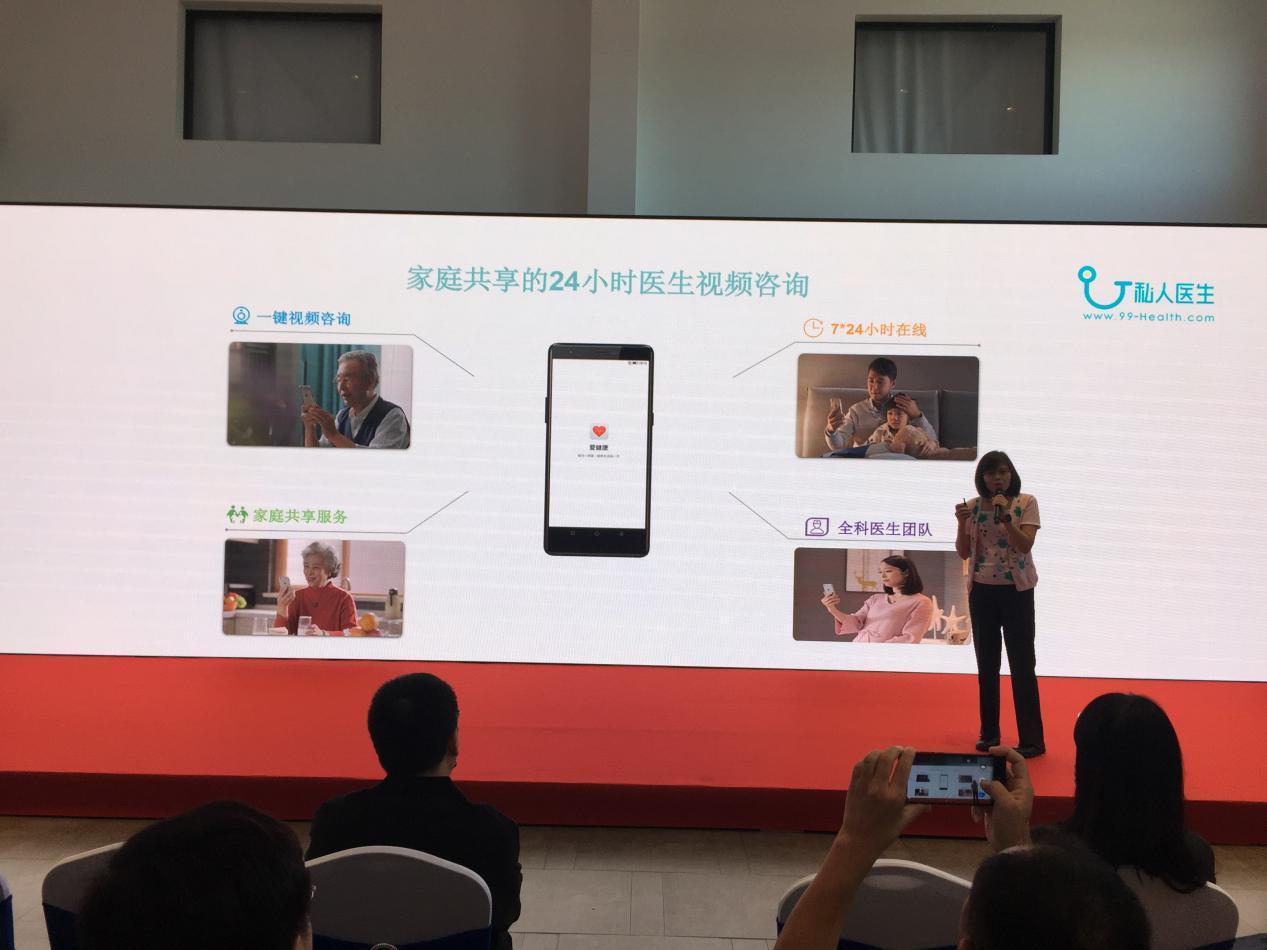 家庭共享的24小时医生视频咨询
私人医生
www.99-Health.com
一键视频咨询
7*24小时在线
爱健康
家庭共享服务
全科医生团队